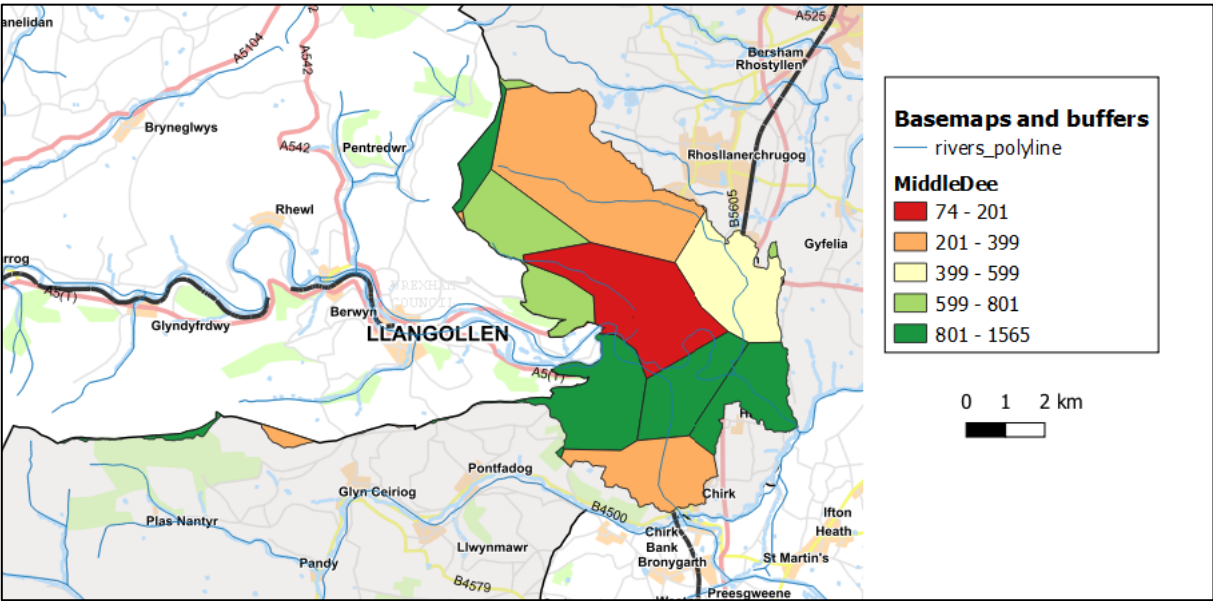 anelidan
A5104
A542
A525
Bersham
Rhostyllen
Bryneglwys
A542
Pentredwr
Rhosllanerchrugog
B5605
Rhewl
Gyfelia
rrog
A5(T)
WREXHAM
COUNCIL
Glyndyfrdwy
Berwyn
LLANGOLLEN
A5(T)
Pontfadog
Glyn Ceiriog
Chirk
B4500
Plas Nantyr
Ifton
Heath
Chirk
Bank
Bronygarth
Llwynmawr
St Martin's
Pandy
B4579
Preesgweene
Basemaps and buffers
rivers_polyline
MiddleDee
74 - 201
201 - 399
399 - 599
599 - 801
801 - 1565
0 1 2 km